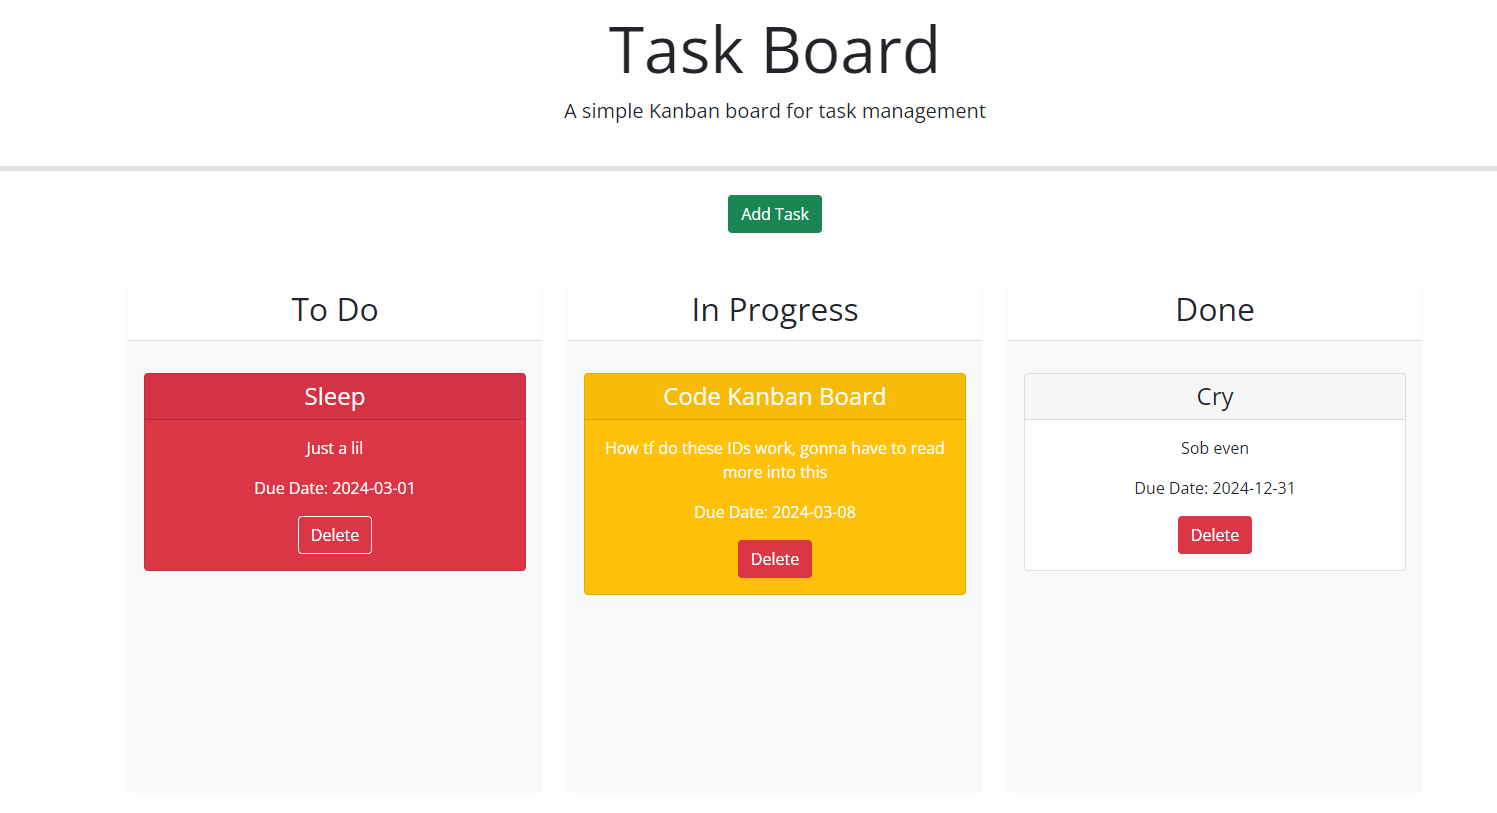 Task Board
A simple Kanban board for task management
Add Task
To Do
Sleep
Just a lil
Due Date: 2024-03-01
Delete
In Progress
Code Kanban Board
How tf do these IDs work, gonna have to read
more into this
Due Date: 2024-03-08
Delete
Done
Cry
Sob even
Due Date: 2024-12-31
Delete